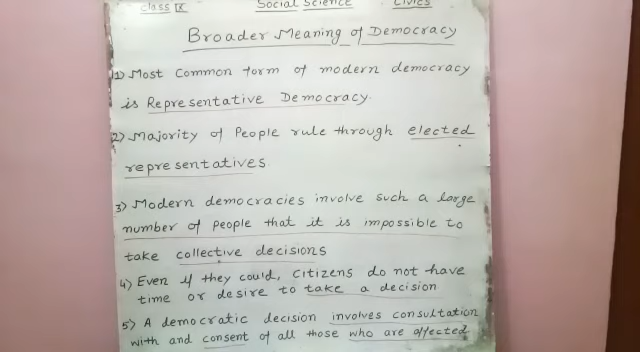 Class IX Social Science Civics
Broader Meaning of Democracy
1) Most Common form of modern democracy
is Representative Democracy.
2) Majority of People rule through elected
representatives
3) Modern democracies involve such a large
number of people that it is impossible to
take collective decisions
4) Even if they could, citizens do not have
time or desire to take a decision
5) A democratic decision involves consultation
with and consent of all those who are affected